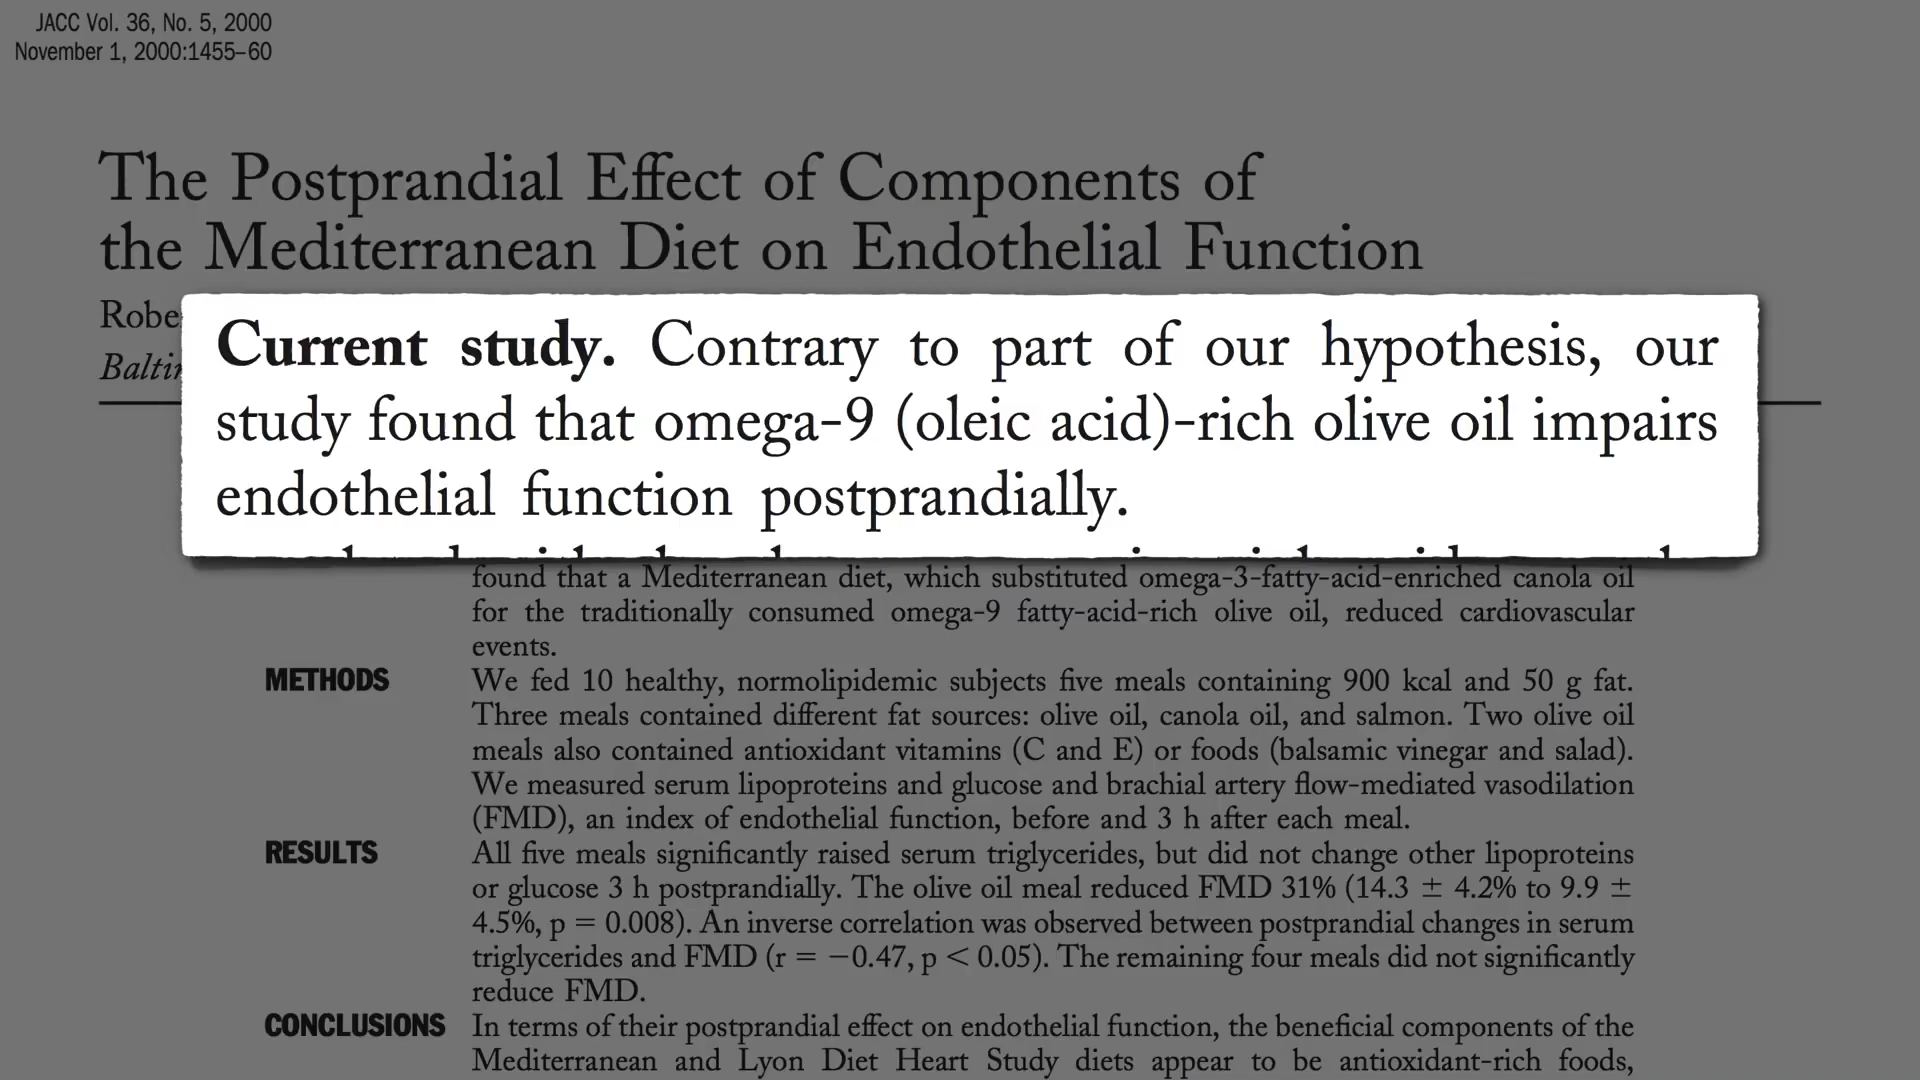 JACC Vol. 36, No. 5, 2000
November 1, 2000:1455–60
The Postprandial Effect of Components of
the Mediterranean Diet on Endothelial Function
Current study. Contrary to part of our hypothesis, our
study found that omega-9 (oleic acid)-rich olive oil impairs
endothelial function postprandially.
found that a Mediterranean diet, which substituted omega-3-fatty-acid-enriched canola oil
for the traditionally consumed omega-9 fatty-acid-rich olive oil, reduced cardiovascular
events.
METHODS We fed 10 healthy, normolipidemic subjects five meals containing 900 kcal and 50 g fat.
Three meals contained different fat sources: olive oil, canola oil, and salmon. Two olive oil
meals also contained antioxidant vitamins (C and E) or foods (balsamic vinegar and salad).
We measured serum lipoproteins and glucose and brachial artery flow-mediated vasodilation
(FMD), an index of endothelial function, before and 3 h after each meal.
RESULTS All five meals significantly raised serum triglycerides, but did not change other lipoproteins
or glucose 3 h postprandially. The olive oil meal reduced FMD 31% (14.3 ± 4.2% to 9.9 ±
4.5%, p = 0.008). An inverse correlation was observed between postprandial changes in serum
triglycerides and FMD (r = −0.47, p < 0.05). The remaining four meals did not significantly
reduce FMD.
CONCLUSIONS In terms of their postprandial effect on endothelial function, the beneficial components of the
Mediterranean and Lyon Diet Heart Study diets appear to be antioxidant-rich foods,